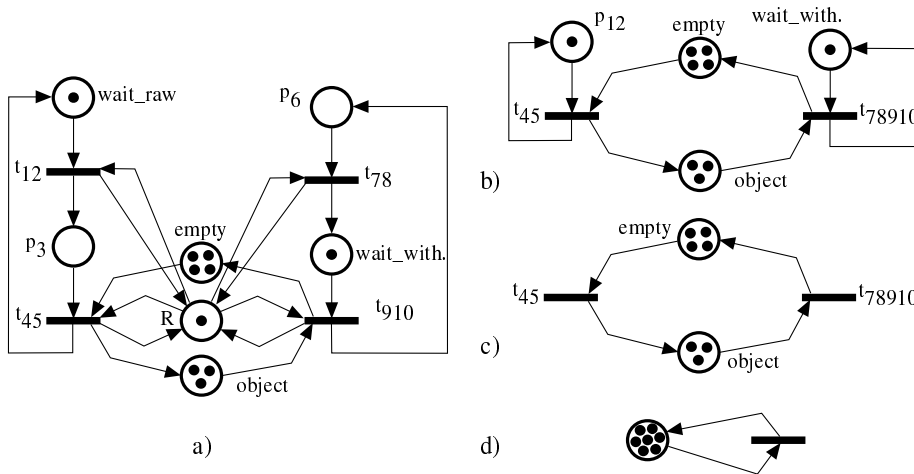 wait_raw
t12
p3
t45
empty
R
object
p6
t78
wait_with.
t910
a)
p12
empty
wait_with.
t45
t78910
object
b)
empty
t45
t78910
object
c)
d)